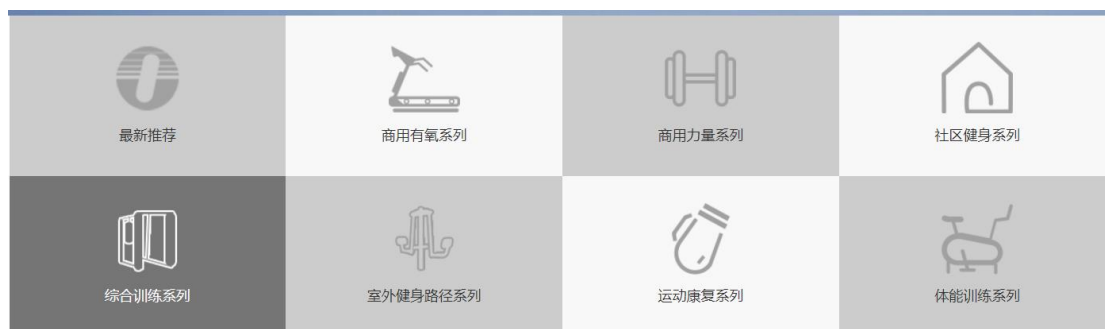 最新推荐
商用有氧系列
商用力量系列
社区健身系列
综合训练系列
室外健身路径系列
运动康复系列
体能训练系列